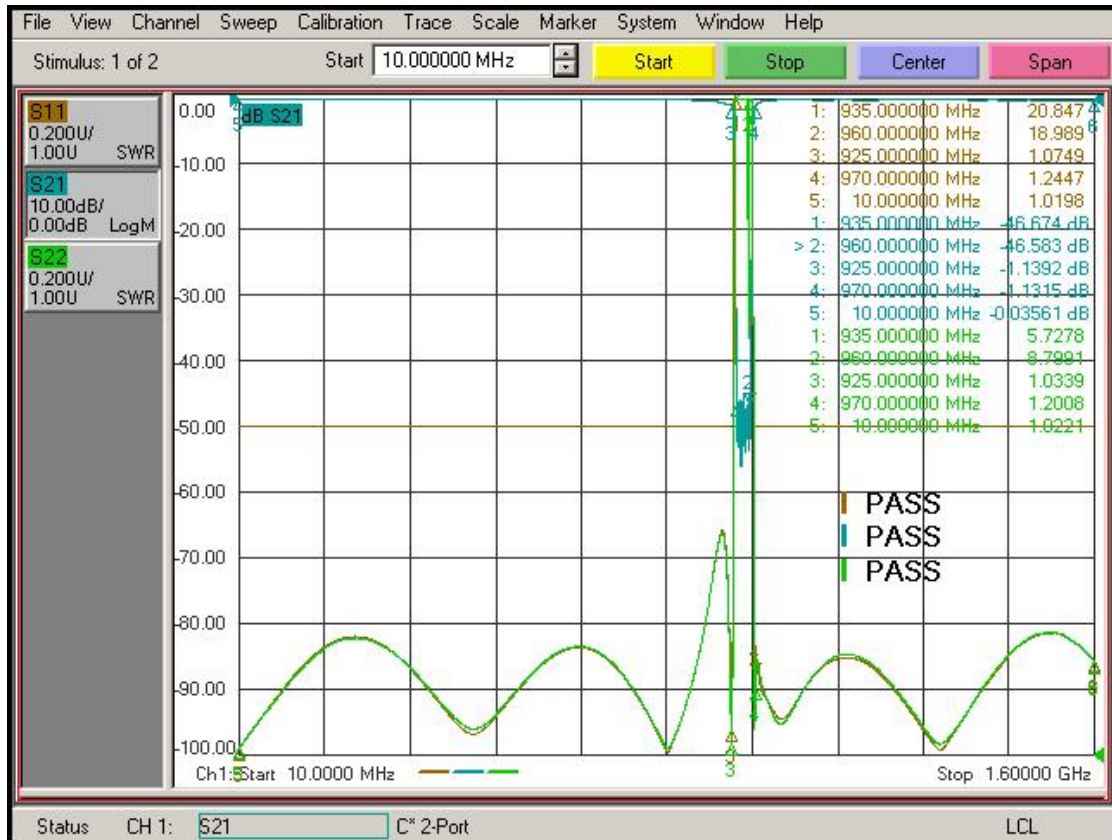 File View Channel Sweep Calibration Trace Scale Marker System Window Help
Stimulus: 1 of 2 Start 10.000000 MHz Start Stop Center Span
S11
0.200U/
1.00U SWR
S21
10.00dB/
0.00dB LogM
S22
0.200U/
1.00U SWR
0.00
-10.00
-20.00
-30.00
-40.00
-50.00
-60.00
-70.00
-80.00
-90.00
-100.00
dB S21
1: 935.000000 MHz 20.847
2: 960.000000 MHz 18.989
3: 925.000000 MHz 1.0749
4: 970.000000 MHz 1.2447
5: 10.000000 MHz 1.0198
1: 935.000000 MHz -46.674 dB
> 2: 960.000000 MHz -46.583 dB
3: 925.000000 MHz -1.1392 dB
4: 970.000000 MHz -1.1315 dB
5: 10.000000 MHz -0.03561 dB
1: 935.000000 MHz 5.7278
2: 960.000000 MHz 8.7991
3: 925.000000 MHz 1.0339
4: 970.000000 MHz 1.2008
5: 10.000000 MHz 1.0221
PASS
PASS
PASS
Ch1: Start 10.0000 MHz Stop 1.60000 GHz
Status CH 1: S21 C* 2-Port LCL